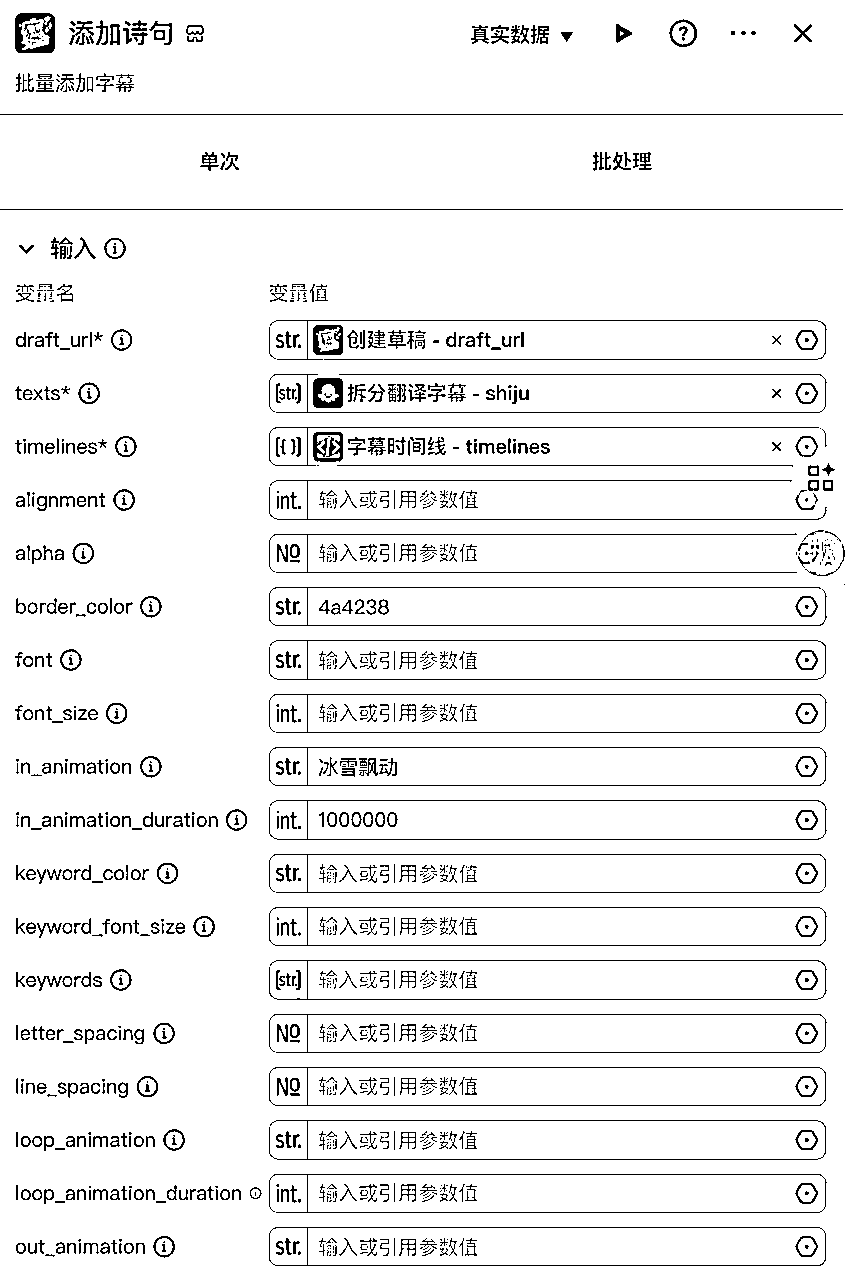 添加诗句 真实数据
批量添加字幕
单次 批处理
输入
变量名 变量值
draft_url* str. 创建草稿 - draft_url
texts* [str.] 拆分翻译字幕 - shiju
timelines* [{ }] 字幕时间线 - timelines
alignment int. 输入或引用参数值
alpha № 输入或引用参数值
border_color str. 4a4238
font str. 输入或引用参数值
font_size int. 输入或引用参数值
in_animation str. 冰雪飘动
in_animation_duration int. 1000000
keyword_color str. 输入或引用参数值
keyword_font_size int. 输入或引用参数值
keywords [str.] 输入或引用参数值
letter_spacing № 输入或引用参数值
line_spacing № 输入或引用参数值
loop_animation str. 输入或引用参数值
loop_animation_duration int. 输入或引用参数值
out_animation str. 输入或引用参数值